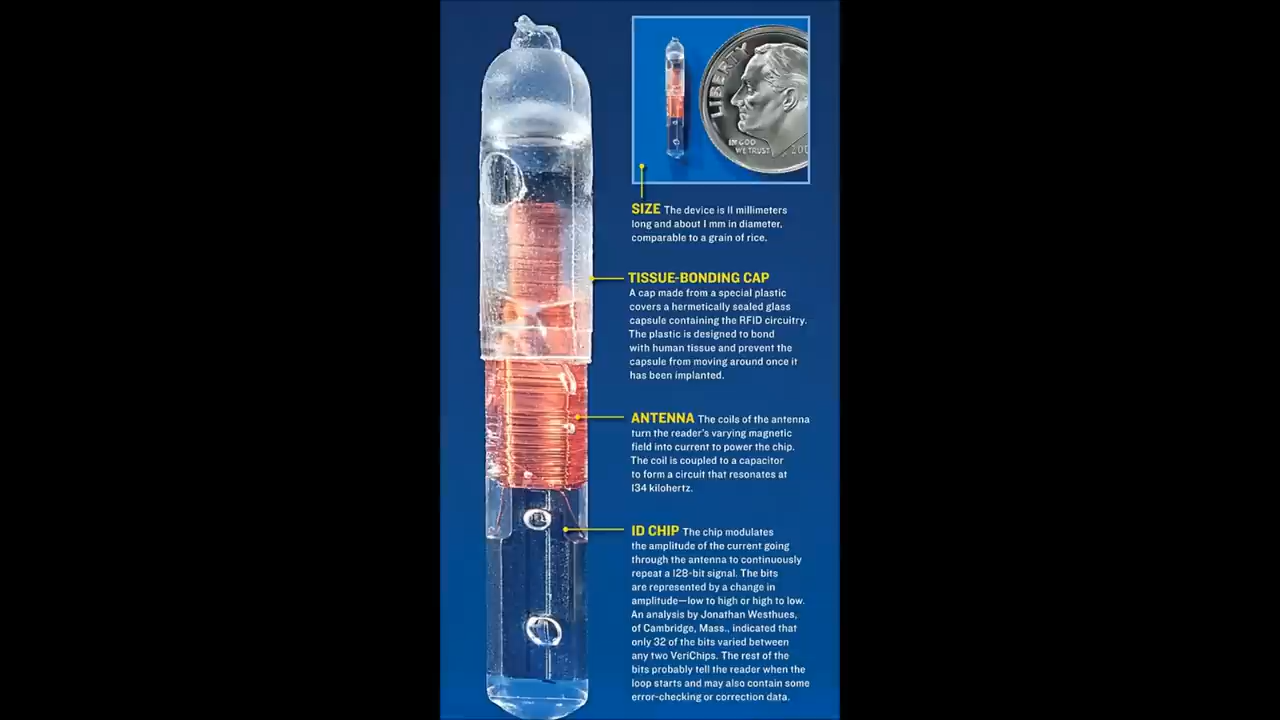 LIBERTY
IN GOD
WE TRUST
200
SIZE The device is 11 millimeters
long and about 1 mm in diameter,
comparable to a grain of rice.
TISSUE-BONDING CAP
A cap made from a special plastic
covers a hermetically sealed glass
capsule containing the RFID circuitry.
The plastic is designed to bond
with human tissue and prevent the
capsule from moving around once it
has been implanted.
ANTENNA The coils of the antenna
turn the reader's varying magnetic
field into current to power the chip.
The coil is coupled to a capacitor
to form a circuit that resonates at
134 kilohertz.
ID CHIP The chip modulates
the amplitude of the current going
through the antenna to continuously
repeat a 128-bit signal. The bits
are represented by a change in
amplitude—low to high or high to low.
An analysis by Jonathan Westhues,
of Cambridge, Mass., indicated that
only 32 of the bits varied between
any two VeriChips. The rest of the
bits probably tell the reader when the
loop starts and may also contain some
error-checking or correction data.